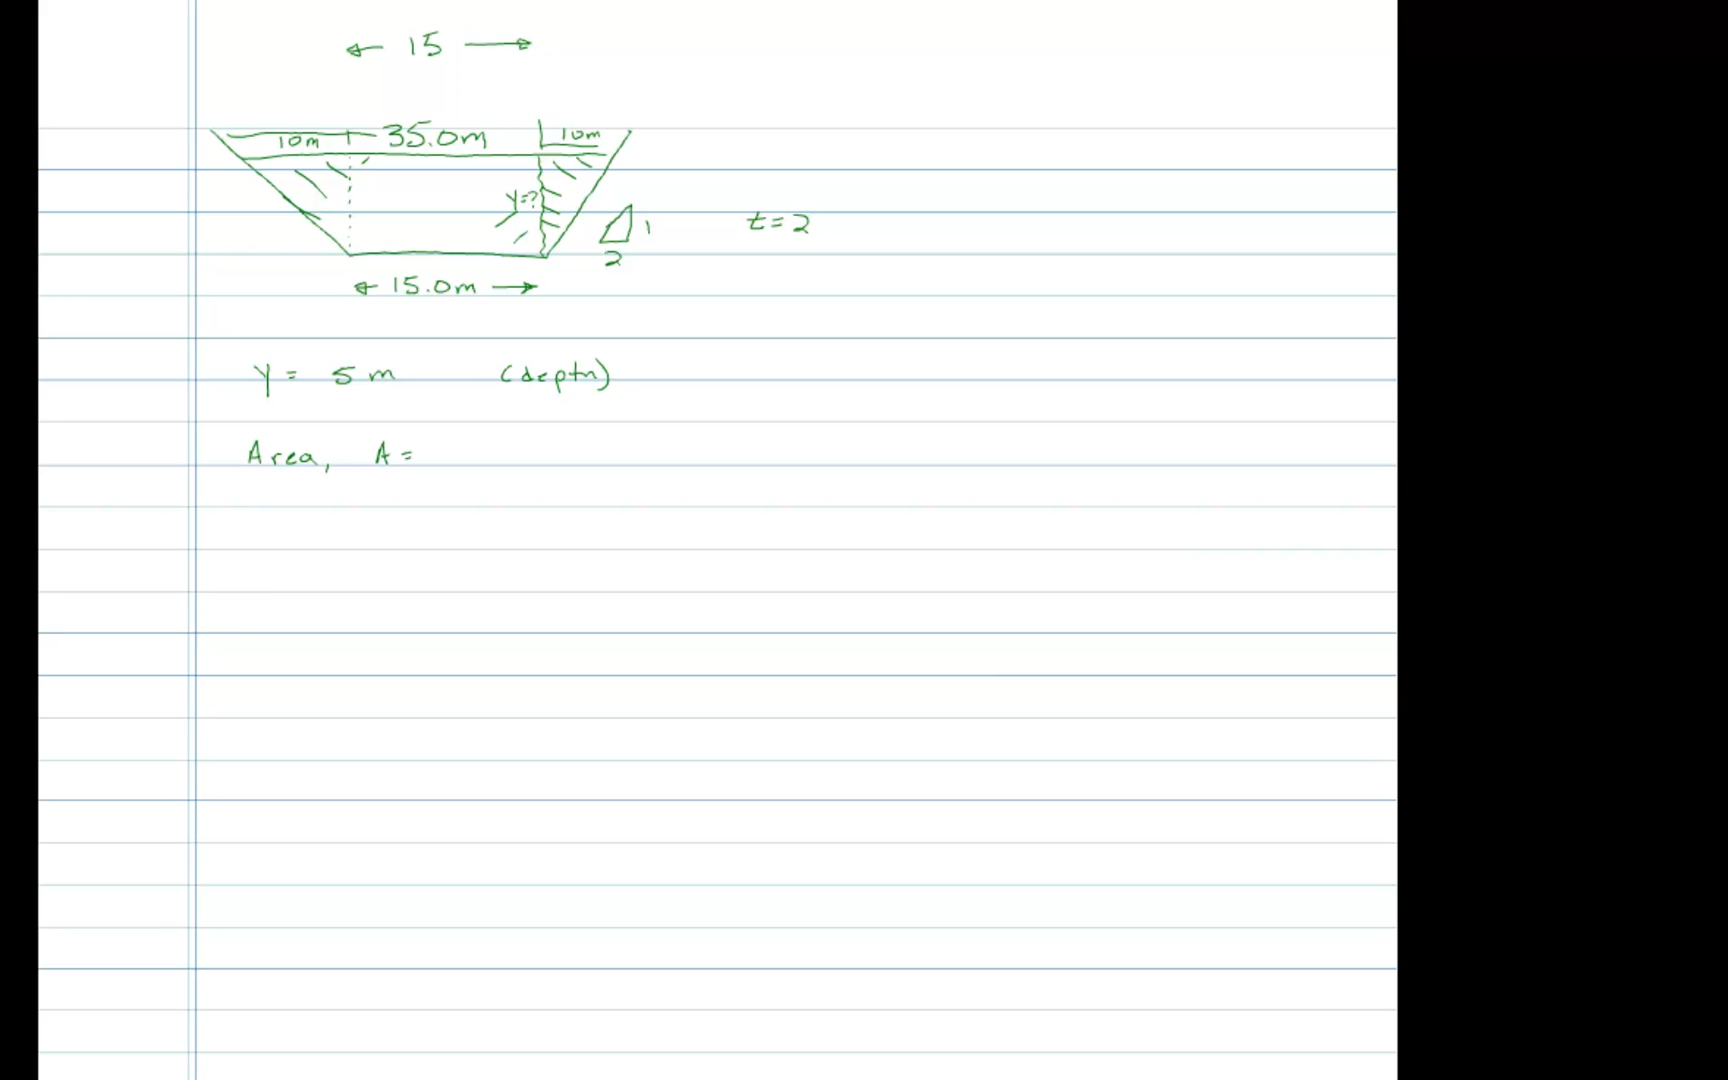 ← 15 →
10m 35.0m 10m
y=? 1 t=2
2
← 15.0m →
y = 5 m (depth)
Area, A =